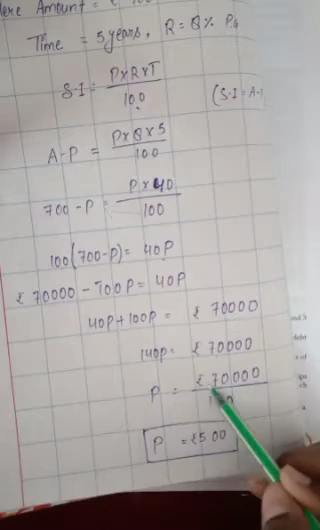 Here Amount = ₹
Time = 5 years, R = 8% P.a
S.I = P×R×T / 100
(S.I = A-
A-P = P×8×5 / 100
700-P = P×40 / 100
100(700-P) = 40P
₹ 70000 - 100P = 40P
40P+100P = ₹ 70000
140P = ₹ 70000
P = ₹ 70000
P = ₹500